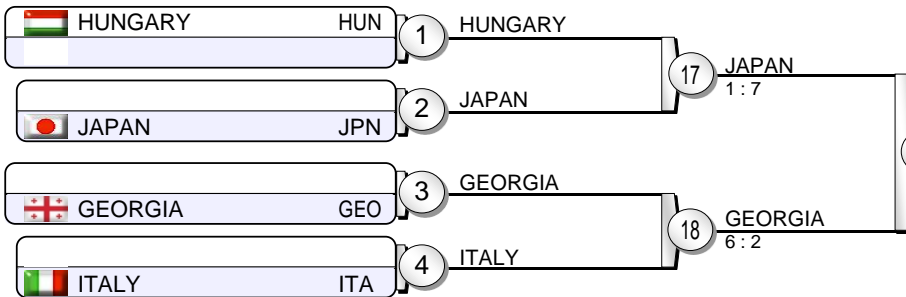 HUNGARY HUN
1
HUNGARY
JAPAN JPN
2
JAPAN
17
JAPAN
1 : 7
GEORGIA GEO
3
GEORGIA
ITALY ITA
4
ITALY
18
GEORGIA
6 : 2